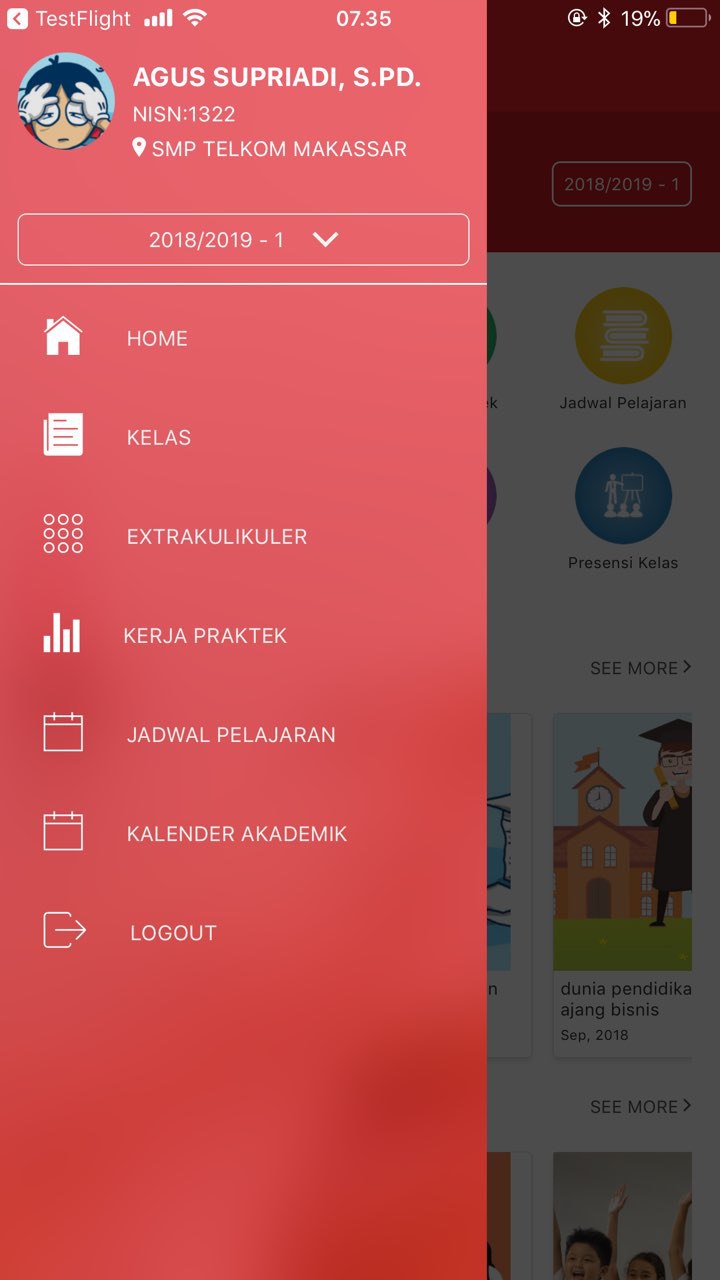 TestFlight
07.35
19%
AGUS SUPRIADI, S.PD.
NISN:1322
SMP TELKOM MAKASSAR
2018/2019 - 1
HOME
KELAS
EXTRAKULIKULER
KERJA PRAKTEK
JADWAL PELAJARAN
KALENDER AKADEMIK
LOGOUT
2018/2019 - 1
ek
Jadwal Pelajaran
Presensi Kelas
SEE MORE
n
dunia pendidika
ajang bisnis
Sep, 2018
SEE MORE